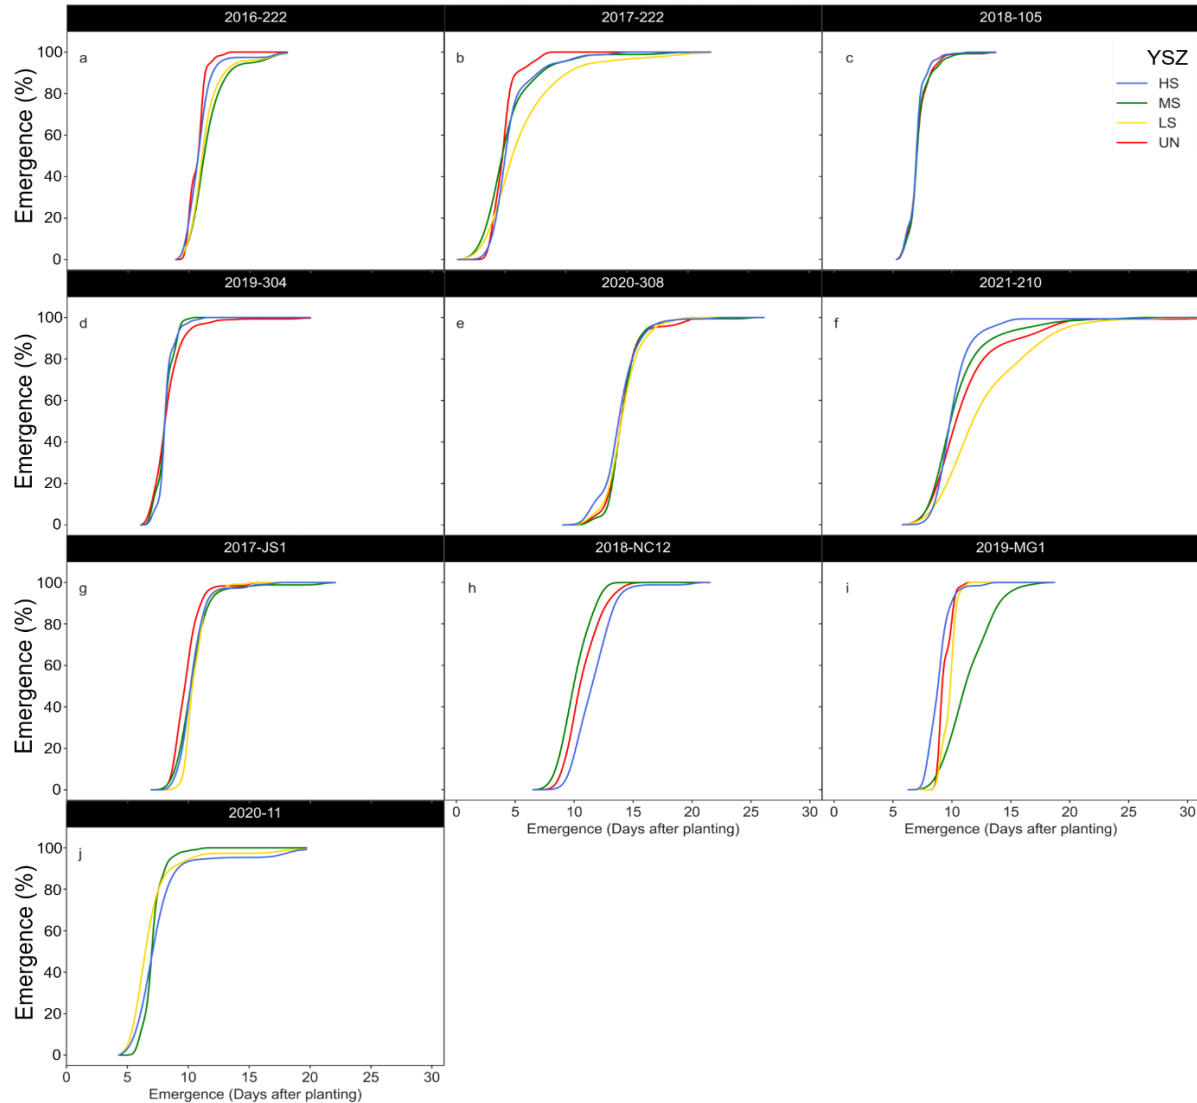 2016-222 2017-222 2018-105
a b c
YSZ
HS
MS
LS
UN
Emergence (%)
100
80
60
40
20
0
2019-304 2020-308 2021-210
d e f
Emergence (%)
100
80
60
40
20
0
2017-JS1 2018-NC12 2019-MG1
g h i
Emergence (%)
100
80
60
40
20
0
0 5 10 15 20 25 30 0 5 10 15 20 25 30
Emergence (Days after planting) Emergence (Days after planting)
2020-11
j
Emergence (%)
100
80
60
40
20
0
0 5 10 15 20 25 30
Emergence (Days after planting)